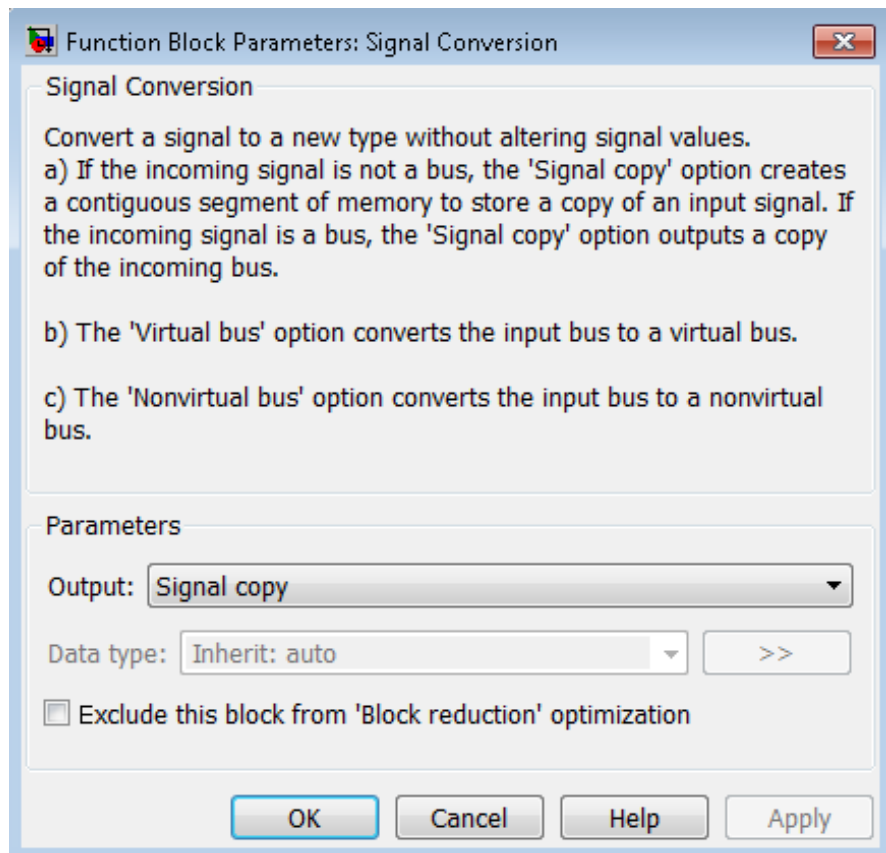 Function Block Parameters: Signal Conversion
Signal Conversion
Convert a signal to a new type without altering signal values.
a) If the incoming signal is not a bus, the 'Signal copy' option creates
a contiguous segment of memory to store a copy of an input signal. If
the incoming signal is a bus, the 'Signal copy' option outputs a copy
of the incoming bus.
b) The 'Virtual bus' option converts the input bus to a virtual bus.
c) The 'Nonvirtual bus' option converts the input bus to a nonvirtual
bus.
Parameters
Output: Signal copy
Data type: Inherit: auto >>
Exclude this block from 'Block reduction' optimization
OK Cancel Help Apply